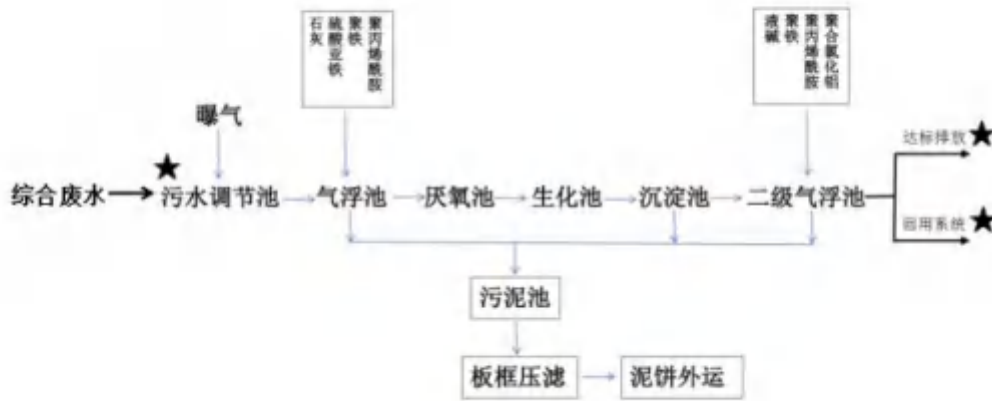 石灰
硫酸亚铁
聚铁
聚丙烯酰胺
液碱
聚铁
聚丙烯酰胺
聚合氯化铝
曝气
综合废水
污水调节池
气浮池
厌氧池
生化池
沉淀池
二级气浮池
达标排放
回用系统
污泥池
板框压滤
泥饼外运